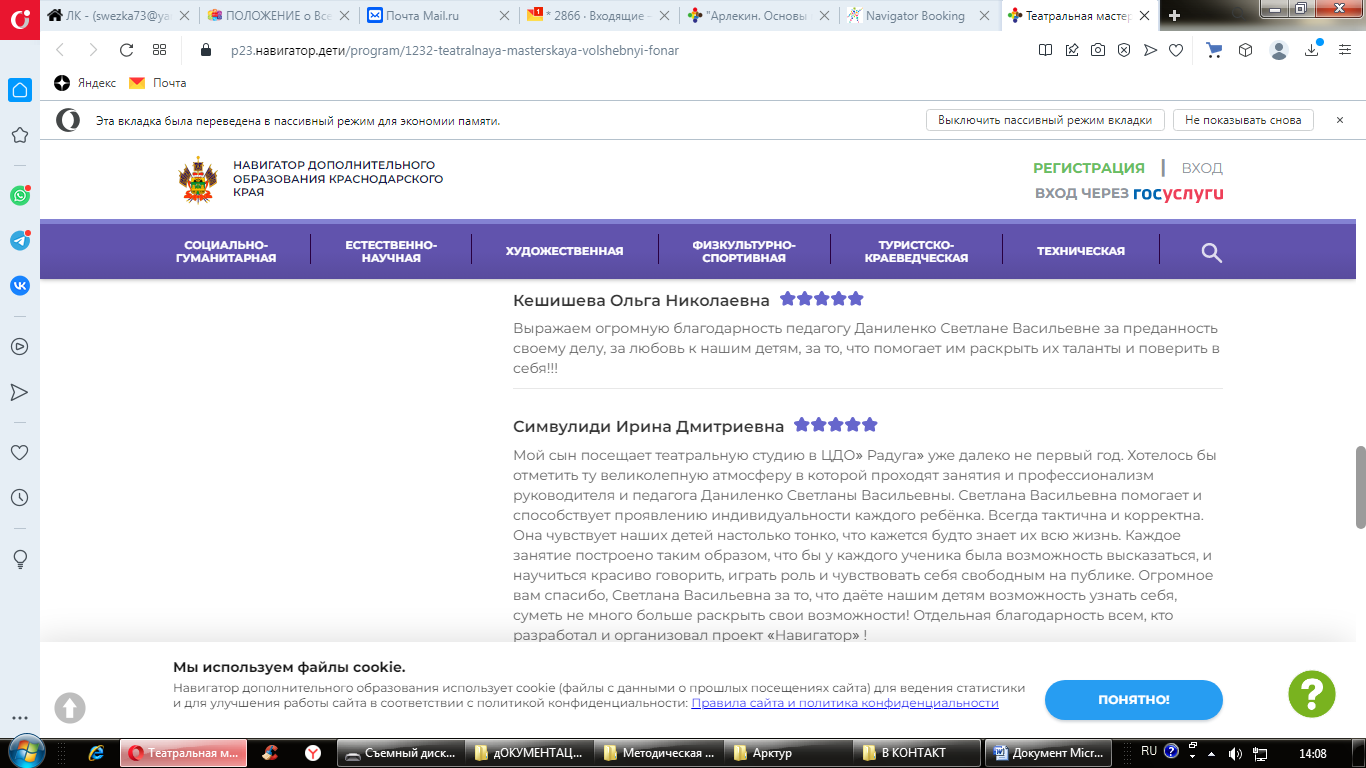 ЛК - (swezka73@ya
ПОЛОЖЕНИЕ о Все
Почта Mail.ru
* 2866 · Входящие -
"Арлекин. Основы
Navigator Booking
Театральная мастер
p23.навигатор.дети/program/1232-teatralnaya-masterskaya-volshebnyi-fonar
Яндекс
Почта
Эта вкладка была переведена в пассивный режим для экономии памяти.
Выключить пассивный режим вкладки
Не показывать снова
НАВИГАТОР ДОПОЛНИТЕЛЬНОГО
ОБРАЗОВАНИЯ КРАСНОДАРСКОГО
КРАЯ
РЕГИСТРАЦИЯ | ВХОД
ВХОД ЧЕРЕЗ госуслуги
СОЦИАЛЬНО-
ГУМАНИТАРНАЯ
ЕСТЕСТВЕННО-
НАУЧНАЯ
ХУДОЖЕСТВЕННАЯ
ФИЗКУЛЬТУРНО-
СПОРТИВНАЯ
ТУРИСТСКО-
КРАЕВЕДЧЕСКАЯ
ТЕХНИЧЕСКАЯ
Кешишева Ольга Николаевна
Выражаем огромную благодарность педагогу Даниленко Светлане Васильевне за преданность
своему делу, за любовь к нашим детям, за то, что помогает им раскрыть их таланты и поверить в
себя!!!
Симвулиди Ирина Дмитриевна
Мой сын посещает театральную студию в ЦДО» Радуга» уже далеко не первый год. Хотелось бы
отметить ту великолепную атмосферу в которой проходят занятия и профессионализм
руководителя и педагога Даниленко Светланы Васильевны. Светлана Васильевна помогает и
способствует проявлению индивидуальности каждого ребёнка. Всегда тактична и корректна.
Она чувствует наших детей настолько тонко, что кажется будто знает их всю жизнь. Каждое
занятие построено таким образом, что бы у каждого ученика была возможность высказаться, и
научиться красиво говорить, играть роль и чувствовать себя свободным на публике. Огромное
вам спасибо, Светлана Васильевна за то, что даёте нашим детям возможность узнать себя,
суметь не много больше раскрыть свои возможности! Отдельная благодарность всем, кто
разработал и организовал проект «Навигатор» !
Мы используем файлы cookie.
Навигатор дополнительного образования использует cookie (файлы с данными о прошлых посещениях сайта) для ведения статистики
и для улучшения работы сайта в соответствии с политикой конфиденциальности: Правила сайта и политика конфиденциальности
ПОНЯТНО!
Театральная м...
Съемный диск...
дОКУМЕНТАЦ...
Методическая ...
Арктур
В КОНТАКТ
Документ Micr...
RU
14:08